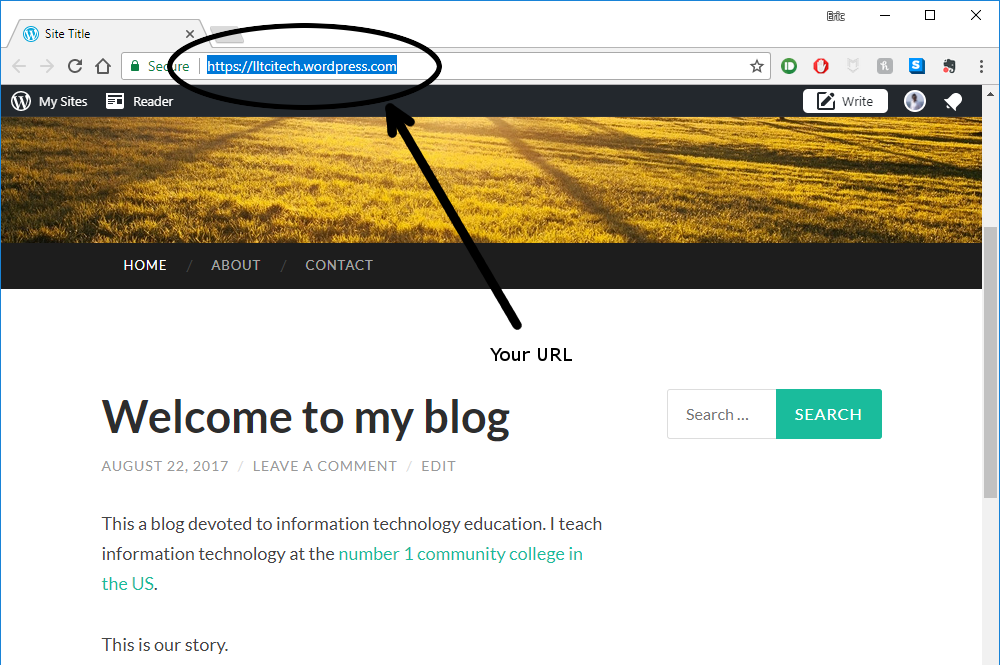 Eric
Site Title
Secure https://lltcitech.wordpress.com
My Sites Reader Write
HOME / ABOUT / CONTACT
Your URL
Welcome to my blog
Search ... SEARCH
AUGUST 22, 2017 / LEAVE A COMMENT / EDIT
This a blog devoted to information technology education. I teach
information technology at the number 1 community college in
the US.
This is our story.